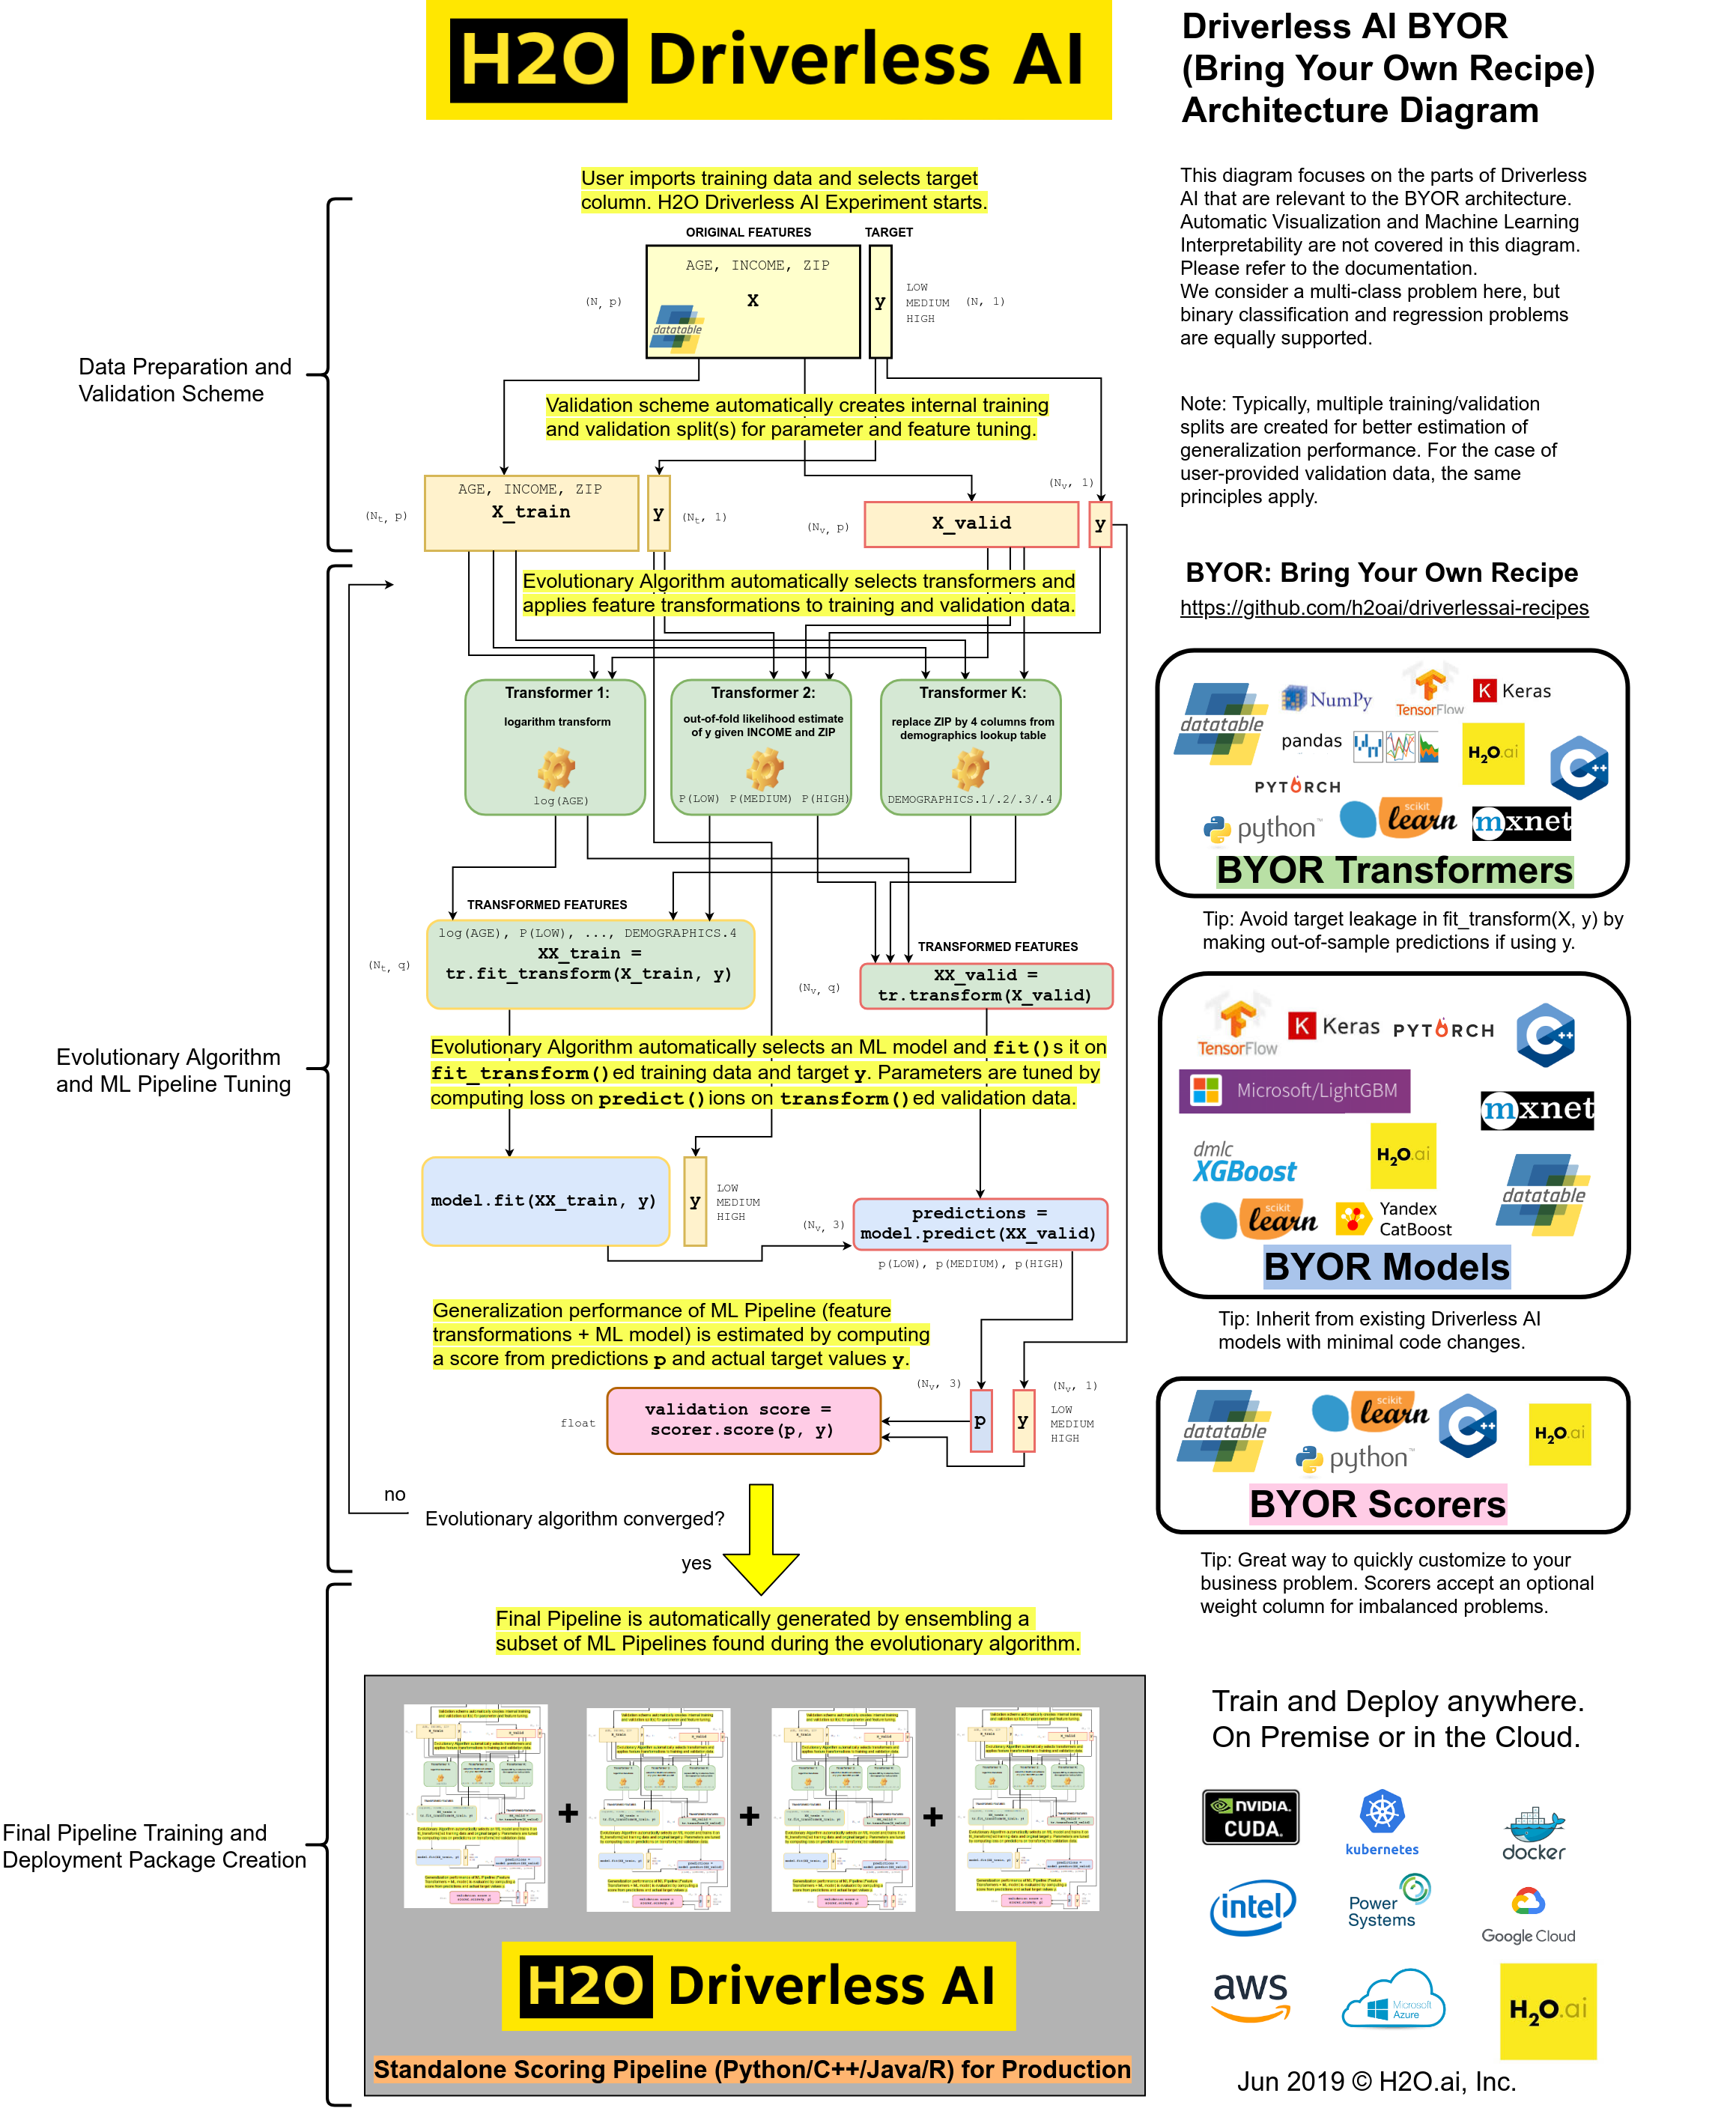 H2O Driverless AI
Driverless AI BYOR
(Bring Your Own Recipe)
Architecture Diagram
This diagram focuses on the parts of Driverless
AI that are relevant to the BYOR architecture.
Automatic Visualization and Machine Learning
Interpretability are not covered in this diagram.
Please refer to the documentation.
We consider a multi-class problem here, but
binary classification and regression problems
are equally supported.
Note: Typically, multiple training/validation
splits are created for better estimation of
generalization performance. For the case of
user-provided validation data, the same
principles apply.
Data Preparation and
Validation Scheme
User imports training data and selects target
column. H2O Driverless AI Experiment starts.
ORIGINAL FEATURES
TARGET
AGE, INCOME, ZIP
X
(N, p)
datatable
y
LOW
MEDIUM
HIGH
(N, 1)
Validation scheme automatically creates internal training
and validation split(s) for parameter and feature tuning.
AGE, INCOME, ZIP
X_train
(Nt, p)
y
(Nt, 1)
(Nv, p)
X_valid
(Nv, 1)
y
Evolutionary Algorithm
and ML Pipeline Tuning
Evolutionary Algorithm automatically selects transformers and
applies feature transformations to training and validation data.
Transformer 1:
logarithm transform
log(AGE)
Transformer 2:
out-of-fold likelihood estimate
of y given INCOME and ZIP
P(LOW) P(MEDIUM) P(HIGH)
Transformer K:
replace ZIP by 4 columns from
demographics lookup table
DEMOGRAPHICS.1/.2/.3/.4
TRANSFORMED FEATURES
log(AGE), P(LOW), ..., DEMOGRAPHICS.4
XX_train =
tr.fit_transform(X_train, y)
(Nt, q)
TRANSFORMED FEATURES
XX_valid =
tr.transform(X_valid)
(Nv, q)
Evolutionary Algorithm automatically selects an ML model and fit()s it on
fit_transform()ed training data and target y. Parameters are tuned by
computing loss on predict()ions on transform()ed validation data.
model.fit(XX_train, y)
y
LOW
MEDIUM
HIGH
(Nv, 3)
predictions =
model.predict(XX_valid)
p(LOW), p(MEDIUM), p(HIGH)
Generalization performance of ML Pipeline (feature
transformations + ML model) is estimated by computing
a score from predictions p and actual target values y.
float
validation score =
scorer.score(p, y)
(Nv, 3)
p
y
(Nv, 1)
LOW
MEDIUM
HIGH
no
Evolutionary algorithm converged?
yes
BYOR: Bring Your Own Recipe
https://github.com/h2oai/driverlessai-recipes
datatable
NumPy
TensorFlow
K Keras
pandas
H2O.ai
C++
PYTORCH
python™
scikit
learn
mxnet
BYOR Transformers
Tip: Avoid target leakage in fit_transform(X, y) by
making out-of-sample predictions if using y.
TensorFlow
K Keras
PYTORCH
C++
Microsoft/LightGBM
mxnet
dmlc
XGBoost
H2O.ai
datatable
scikit
learn
Yandex
CatBoost
BYOR Models
Tip: Inherit from existing Driverless AI
models with minimal code changes.
datatable
scikit
learn
python™
C++
H2O.ai
BYOR Scorers
Tip: Great way to quickly customize to your
business problem. Scorers accept an optional
weight column for imbalanced problems.
Final Pipeline Training and
Deployment Package Creation
Final Pipeline is automatically generated by ensembling a
subset of ML Pipelines found during the evolutionary algorithm.
+ + +
H2O Driverless AI
Standalone Scoring Pipeline (Python/C++/Java/R) for Production
Train and Deploy anywhere.
On Premise or in the Cloud.
NVIDIA.
CUDA.
kubernetes
docker
intel
Power
Systems
Google Cloud
aws
Microsoft
Azure
H2O.ai
Jun 2019 © H2O.ai, Inc.